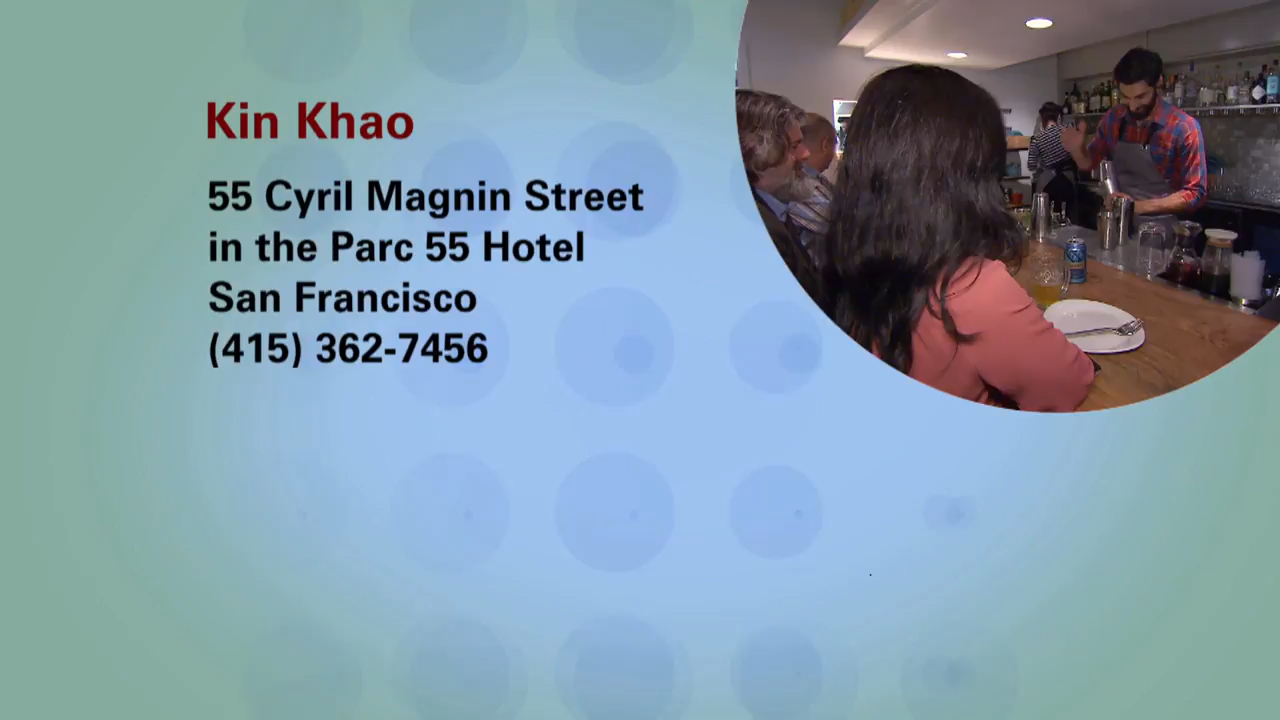 Kin Khao
55 Cyril Magnin Street
in the Parc 55 Hotel
San Francisco
(415) 362-7456